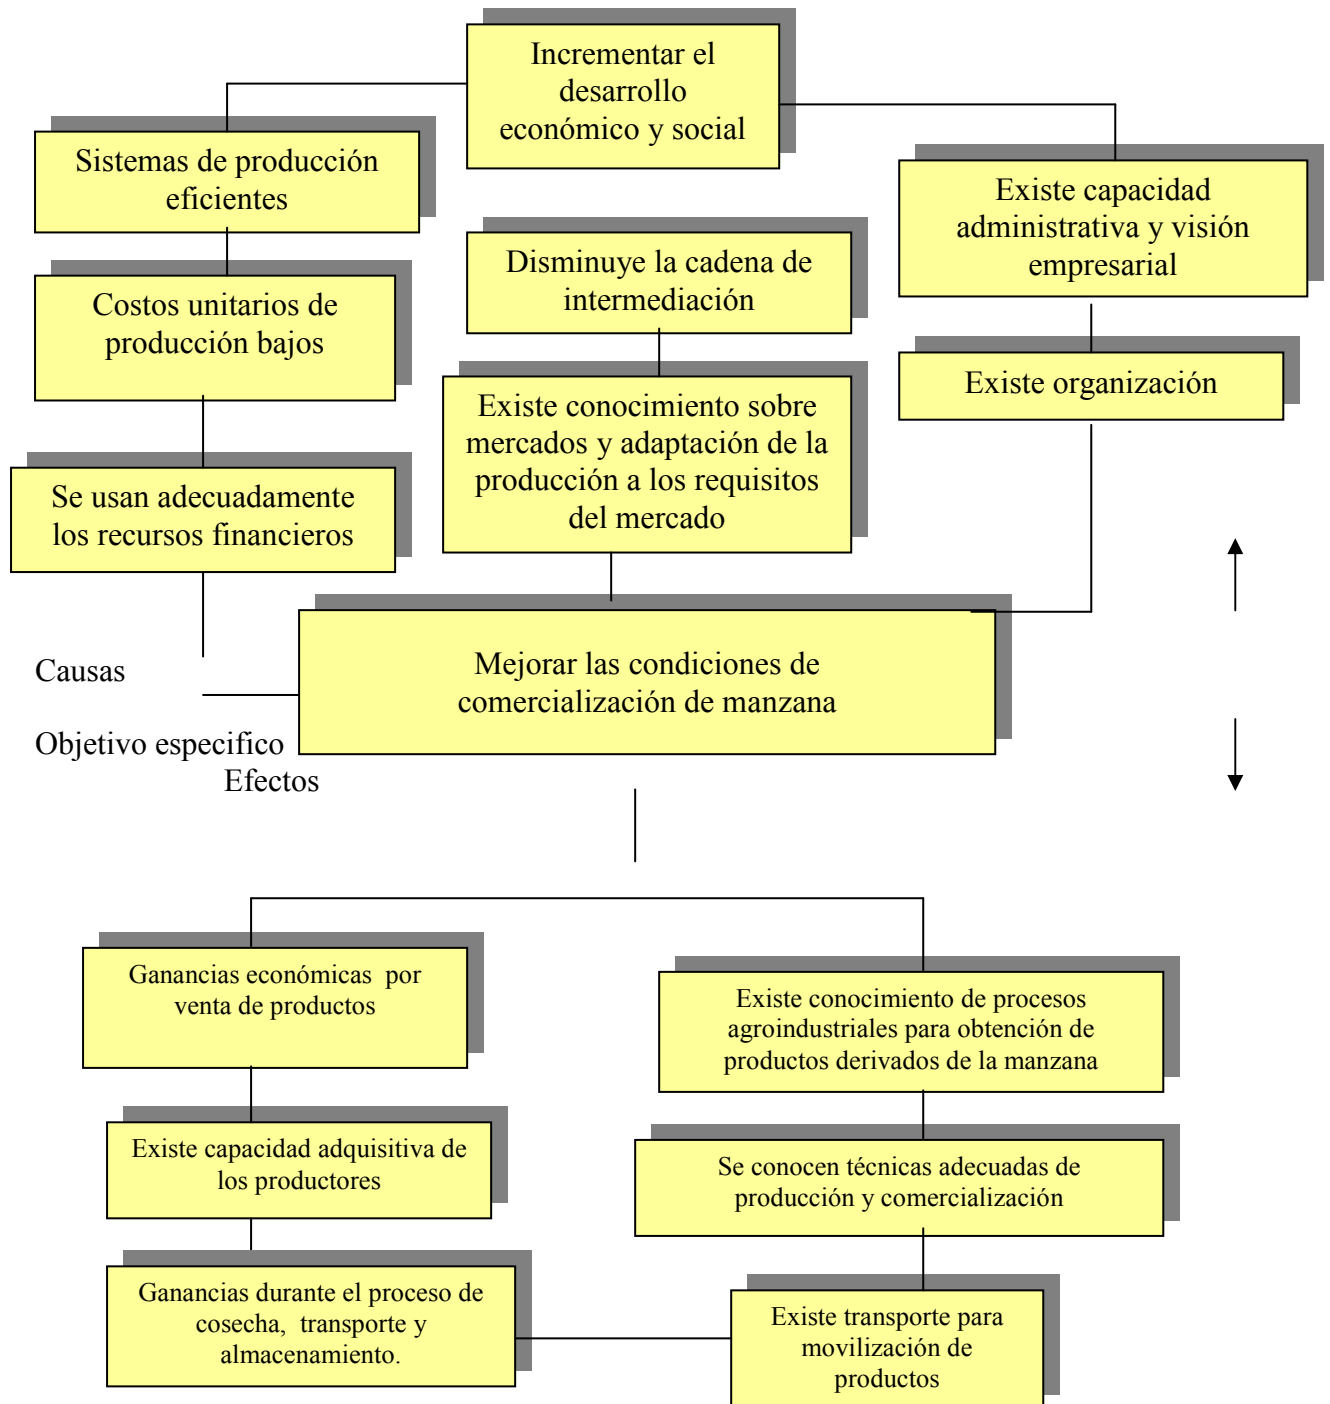 Incrementar el
desarrollo
económico y social
Sistemas de producción
eficientes
Existe capacidad
administrativa y visión
empresarial
Disminuye la cadena de
intermediación
Costos unitarios de
producción bajos
Existe organización
Existe conocimiento sobre
mercados y adaptación de la
producción a los requisitos
del mercado
Se usan adecuadamente
los recursos financieros
Causas
Mejorar las condiciones de
comercialización de manzana
Objetivo especifico
Efectos
Ganancias económicas por
venta de productos
Existe conocimiento de procesos
agroindustriales para obtención de
productos derivados de la manzana
Existe capacidad adquisitiva de
los productores
Se conocen técnicas adecuadas de
producción y comercialización
Ganancias durante el proceso de
cosecha, transporte y
almacenamiento.
Existe transporte para
movilización de
productos